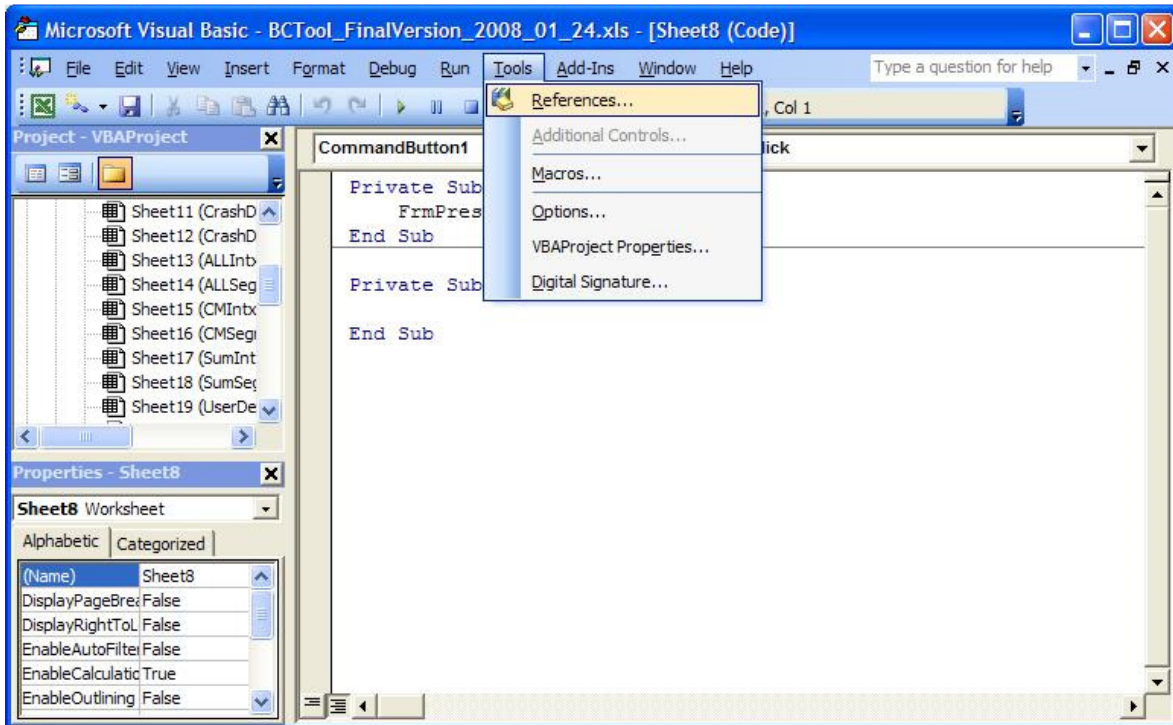 Microsoft Visual Basic - BCTool_FinalVersion_2008_01_24.xls - [Sheet8 (Code)]
File Edit View Insert Format Debug Run Tools Add-Ins Window Help Type a question for help
References...
, Col 1
Additional Controls...
Macros...
Options...
VBAProject Properties...
Digital Signature...
Project - VBAProject
Sheet11 (CrashD
Sheet12 (CrashD
Sheet13 (ALLIntx
Sheet14 (ALLSeg
Sheet15 (CMIntx
Sheet16 (CMSeg
Sheet17 (SumInt
Sheet18 (SumSeg
Sheet19 (UserDe
Properties - Sheet8
Sheet8 Worksheet
Alphabetic Categorized
(Name) Sheet8
DisplayPageBrea False
DisplayRightToL False
EnableAutoFilter False
EnableCalculatio True
EnableOutlining False
CommandButton1 lick
Private Sub
FrmPres
End Sub
Private Sub
End Sub